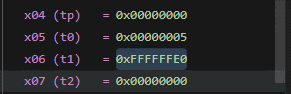 x04 (tp) = 0x00000000
x05 (t0) = 0x00000005
x06 (t1) = 0xFFFFFFE0
x07 (t2) = 0x00000000